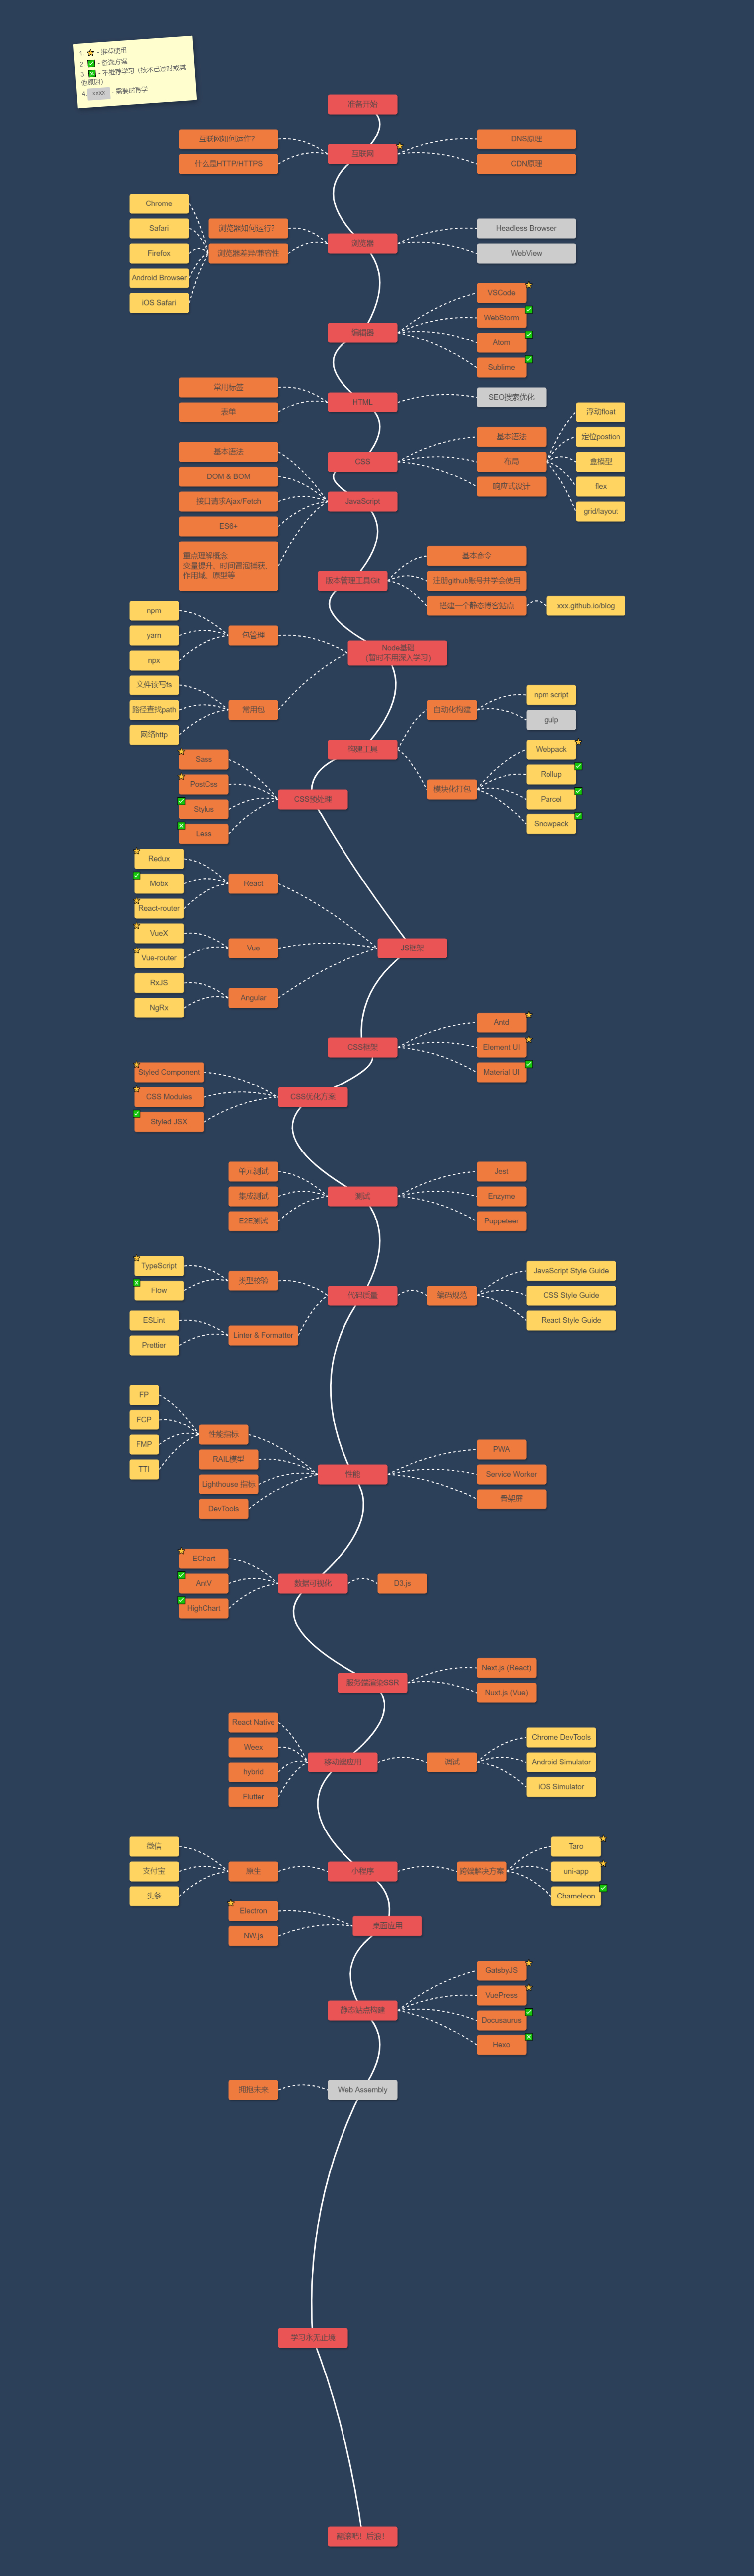 1. - 推荐使用
2. - 备选方案
3. - 不推荐学习（技术已过时或其
他原因）
4. xxxx - 需要时再学
准备开始
互联网如何运作?
什么是HTTP/HTTPS
互联网
DNS原理
CDN原理
Chrome
Safari
Firefox
Android Browser
iOS Safari
浏览器如何运行?
浏览器差异/兼容性
浏览器
Headless Browser
WebView
编辑器
VSCode
WebStorm
Atom
Sublime
常用标签
表单
HTML
SEO搜索优化
CSS
基本语法
布局
响应式设计
浮动float
定位postion
盒模型
flex
grid/layout
基本语法
DOM & BOM
接口请求Ajax/Fetch
ES6+
重点理解概念
变量提升、时间冒泡捕获、
作用域、原型等
JavaScript
版本管理工具Git
基本命令
注册github账号并学会使用
搭建一个静态博客站点
xxx.github.io/blog
npm
yarn
npx
包管理
Node基础
(暂时不用深入学习)
文件读写fs
路径查找path
网络http
常用包
构建工具
自动化构建
npm script
gulp
模块化打包
Webpack
Rollup
Parcel
Snowpack
Sass
PostCss
Stylus
Less
CSS预处理
Redux
Mobx
React-router
React
VueX
Vue-router
Vue
RxJS
NgRx
Angular
JS框架
CSS框架
Antd
Element UI
Material UI
Styled Component
CSS Modules
Styled JSX
CSS优化方案
单元测试
集成测试
E2E测试
测试
Jest
Enzyme
Puppeteer
TypeScript
Flow
类型校验
ESLint
Prettier
Linter & Formatter
代码质量
编码规范
JavaScript Style Guide
CSS Style Guide
React Style Guide
FP
FCP
FMP
TTI
性能指标
RAIL模型
Lighthouse 指标
DevTools
性能
PWA
Service Worker
骨架屏
EChart
AntV
HighChart
数据可视化
D3.js
服务端渲染SSR
Next.js (React)
Nuxt.js (Vue)
React Native
Weex
hybrid
Flutter
移动端应用
调试
Chrome DevTools
Android Simulator
iOS Simulator
微信
支付宝
头条
原生
小程序
跨端解决方案
Taro
uni-app
Chameleon
Electron
NW.js
桌面应用
静态站点构建
GatsbyJS
VuePress
Docusaurus
Hexo
拥抱未来
Web Assembly
学习永无止境
翻滚吧！后浪！